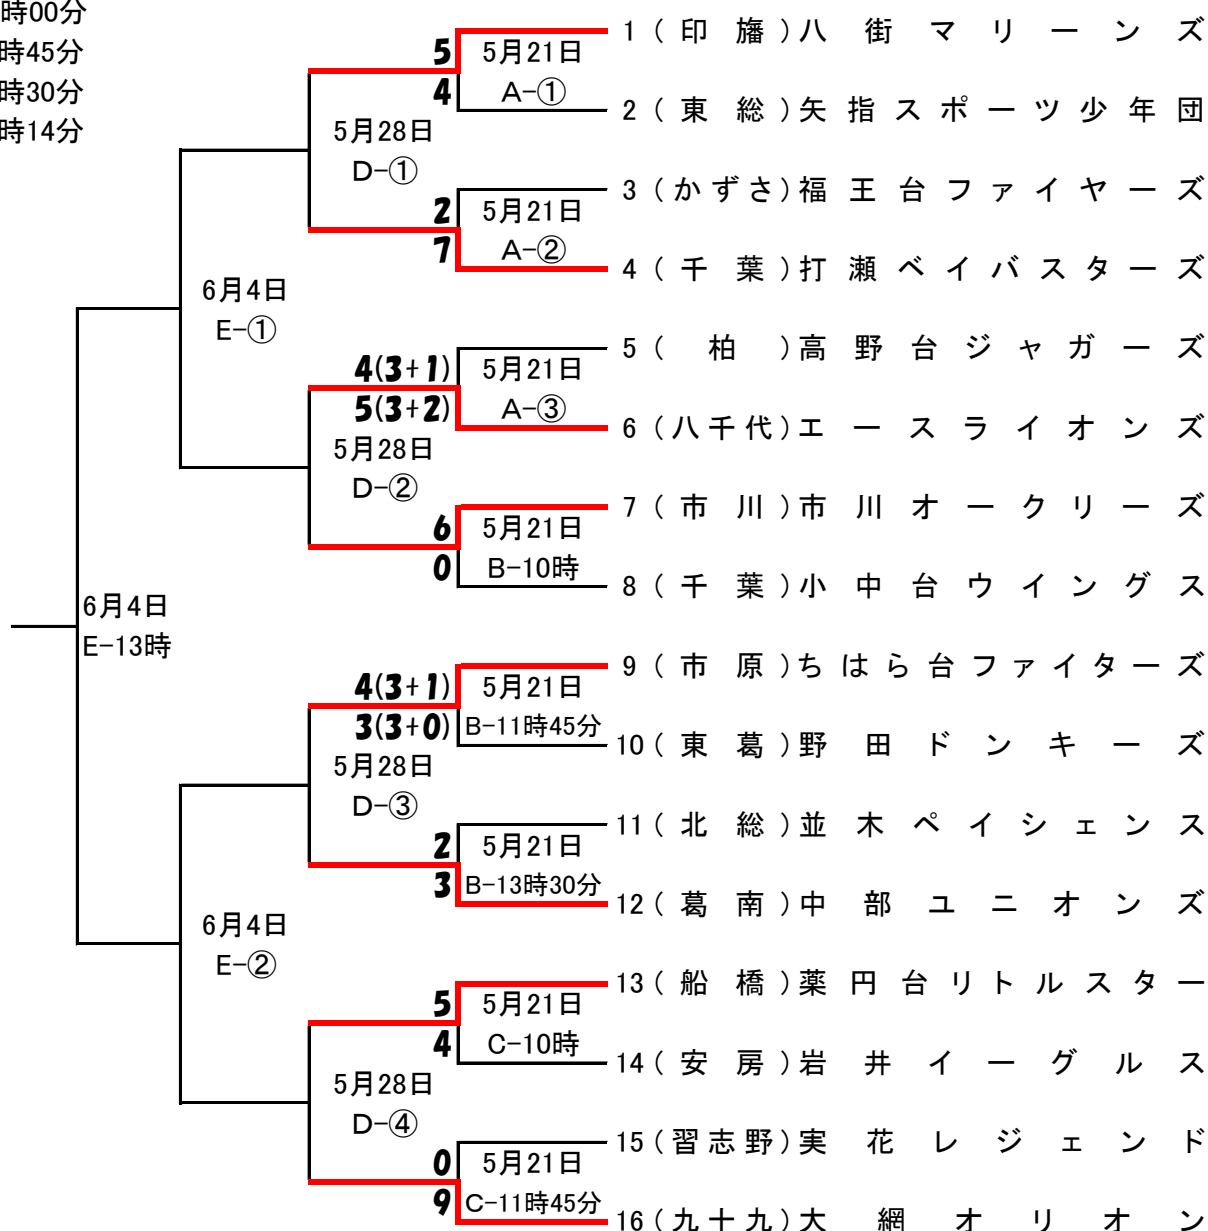 時00分
時45分
時30分
時14分
1 ( 印 旛 ) 八 街 マ リ ー ン ズ
5 5月21日
4 A-①
2 ( 東 総 ) 矢 指 ス ポ ー ツ 少 年 団
5月28日
D-①
3 ( か ず さ ) 福 王 台 フ ァ イ ヤ ー ズ
2 5月21日
7 A-②
4 ( 千 葉 ) 打 瀬 ベ イ バ ス タ ー ズ
6月4日
E-①
5 ( 柏 ) 高 野 台 ジ ャ ガ ー ズ
4(3+1) 5月21日
5(3+2) A-③
6 ( 八 千 代 ) エ ー ス ラ イ オ ン ズ
5月28日
D-②
7 ( 市 川 ) 市 川 オ ー ク リ ー ズ
6 5月21日
0 B-10時
8 ( 千 葉 ) 小 中 台 ウ イ ン グ ス
6月4日
E-13時
9 ( 市 原 ) ち は ら 台 フ ァ イ タ ー ズ
4(3+1) 5月21日
3(3+0) B-11時45分
10 ( 東 葛 ) 野 田 ド ン キ ー ズ
5月28日
D-③
11 ( 北 総 ) 並 木 ペ イ シ ェ ン ス
2 5月21日
3 B-13時30分
12 ( 葛 南 ) 中 部 ユ ニ オ ン ズ
6月4日
E-②
13 ( 船 橋 ) 薬 円 台 リ ト ル ス タ ー
5 5月21日
4 C-10時
14 ( 安 房 ) 岩 井 イ ー グ ル ス
5月28日
D-④
15 ( 習 志 野 ) 実 花 レ ジ ェ ン ド
0 5月21日
9 C-11時45分
16 ( 九 十 九 ) 大 網 オ リ オ ン